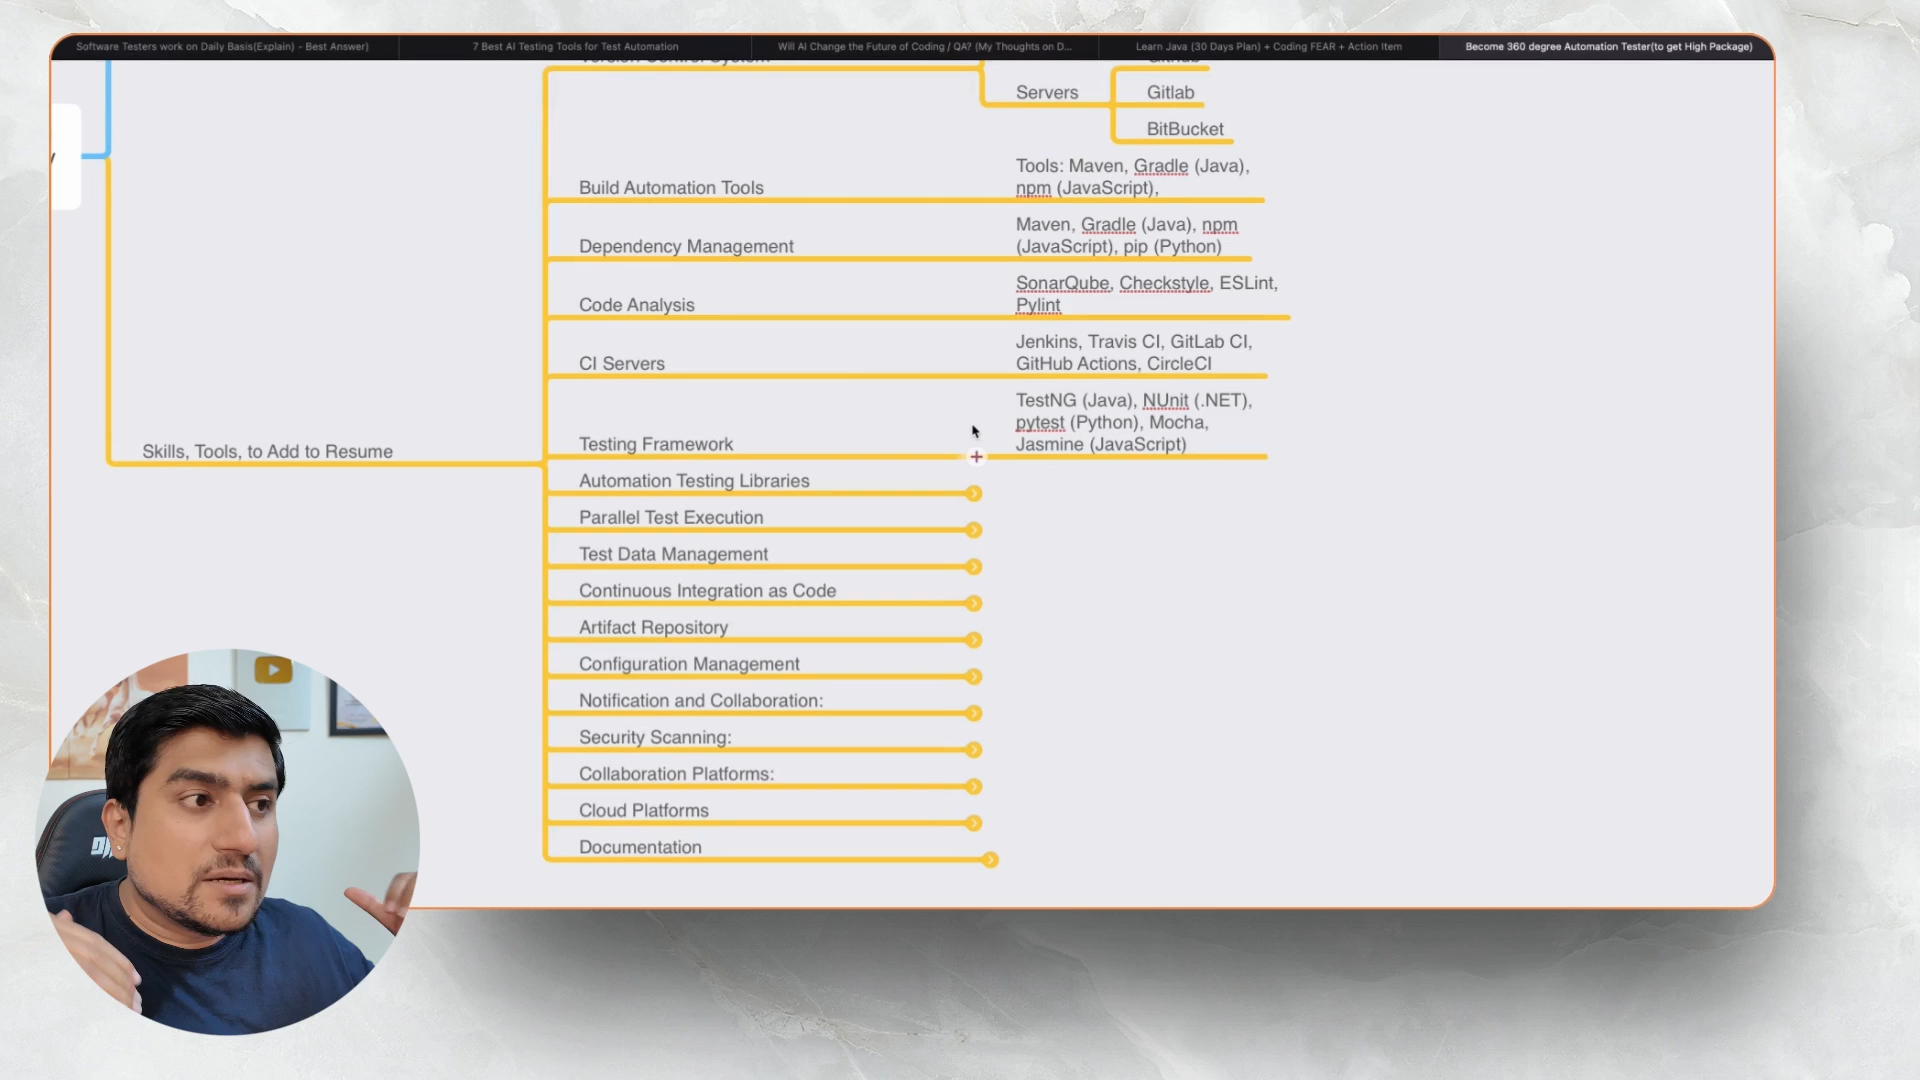 Software Testers work on Daily Basis(Explain) - Best Answer)
7 Best AI Testing Tools for Test Automation
Will AI Change the Future of Coding / QA? (My Thoughts on D...
Learn Java (30 Days Plan) + Coding FEAR + Action Item
Become 360 degree Automation Tester(to get High Package)
Version Control System
Github
Servers
Gitlab
BitBucket
Build Automation Tools
Tools: Maven, Gradle (Java),
npm (JavaScript),
Dependency Management
Maven, Gradle (Java), npm
(JavaScript), pip (Python)
Code Analysis
SonarQube, Checkstyle, ESLint,
Pylint
CI Servers
Jenkins, Travis CI, GitLab CI,
GitHub Actions, CircleCI
Testing Framework
TestNG (Java), NUnit (.NET),
pytest (Python), Mocha,
Jasmine (JavaScript)
Skills, Tools, to Add to Resume
Automation Testing Libraries
Parallel Test Execution
Test Data Management
Continuous Integration as Code
Artifact Repository
Configuration Management
Notification and Collaboration:
Security Scanning:
Collaboration Platforms:
Cloud Platforms
Documentation